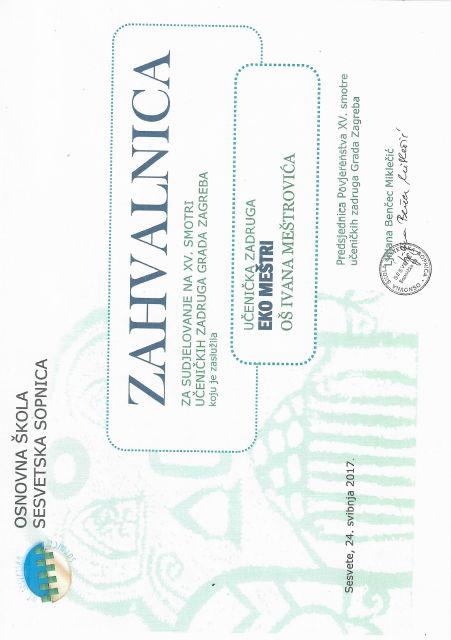 OSNOVNA ŠKOLA
SESVETSKA SOPNICA
ZAHVALNICA
ZA SUDJELOVANJE NA XV. SMOTRI
UČENIČKIH ZADRUGA GRADA ZAGREBA
koju je zaslužila
UČENIČKA ZADRUGA
EKO MEŠTRI
OŠ IVANA MEŠTROVIĆA
Sesvete, 24. svibnja 2017.
Predsjednica Povjerenstva XV. smotre
učeničkih zadruga Grada Zagreba
Ljiljana Benčec Miklečić